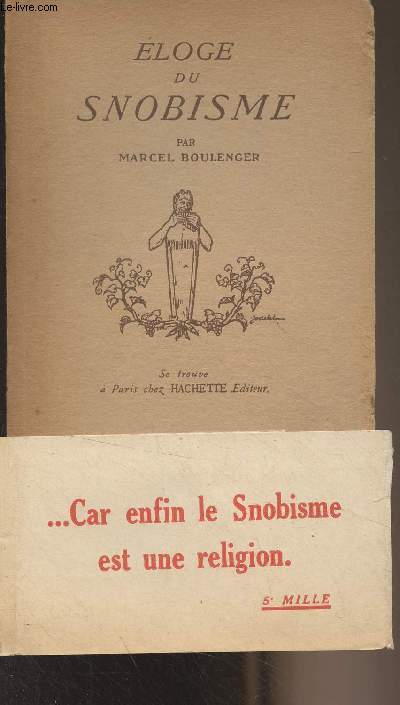 Le-livre.com
ÉLOGE
DU
SNOBISME
PAR
MARCEL BOULENGER
Se trouve
à Paris chez HACHETTE Editeur.
...Car enfin le Snobisme
est une religion.
5e MILLE